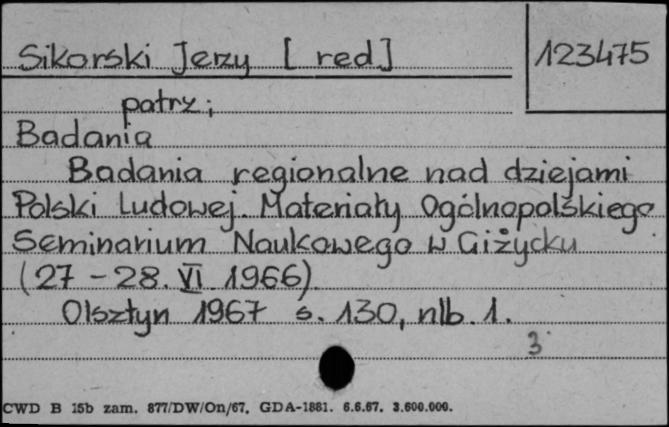 Sikorski Jerzy [ red ]
123475
patrz ;
Badania
Badania regionalne nad dziejami
Polski Ludowej. Materiały Ogólnopolskiego
Seminarium Naukowego w Giżycku
(27 - 28. VI. 1966)
Olsztyn 1967 s. 130, nlb. 1.
3
CWD B 15b zam. 877/DW/On/67. GDA-1881. 6.6.67. 3.600.000.